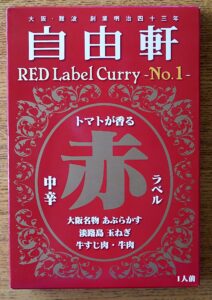 大阪・難波 創業明治四十三年
自由軒
RED Label Curry -No.1-
トマトが香る
赤
中辛
ラベル
大阪名物 あぶらかす
淡路島 玉ねぎ
牛すじ肉・牛肉
1人前